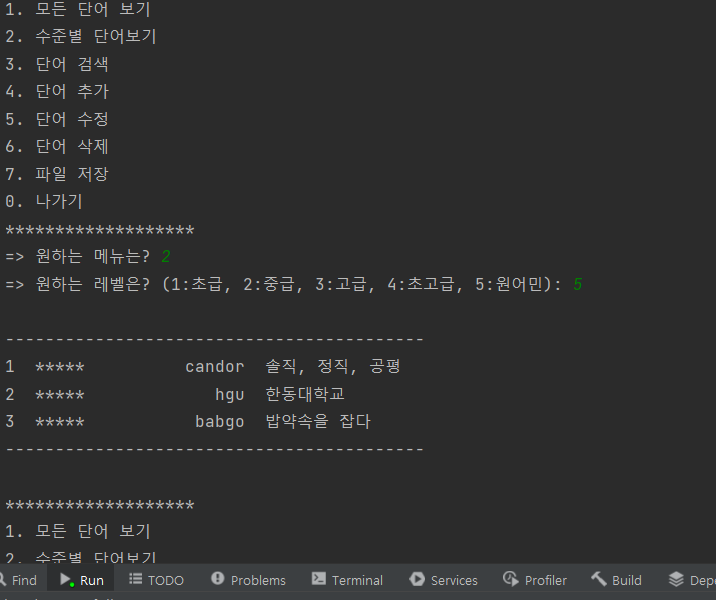 1. 모든 단어 보기
2. 수준별 단어보기
3. 단어 검색
4. 단어 추가
5. 단어 수정
6. 단어 삭제
7. 파일 저장
0. 나가기
*******************
=> 원하는 메뉴는? 2
=> 원하는 레벨은? (1:초급, 2:중급, 3:고급, 4:초고급, 5:원어민): 5
------------------------------------------
1 ***** candor 솔직, 정직, 공평
2 ***** hgu 한동대학교
3 ***** babgo 밥약속을 잡다
------------------------------------------
*******************
1. 모든 단어 보기
2. 수준별 단어보기
Find Run TODO Problems Terminal Services Profiler Build Depe